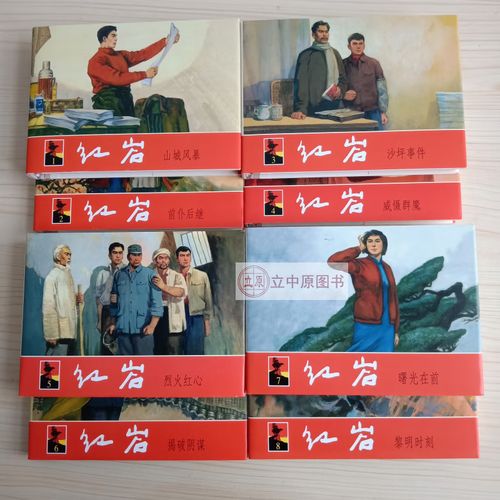 1 红岩 山城风暴
3 红岩 沙坪事件
2 红岩 前仆后继
4 红岩 威慑群魔
立原 立中原图书
5 红岩 烈火红心
7 红岩 曙光在前
6 红岩 揭破阴谋
8 红岩 黎明时刻